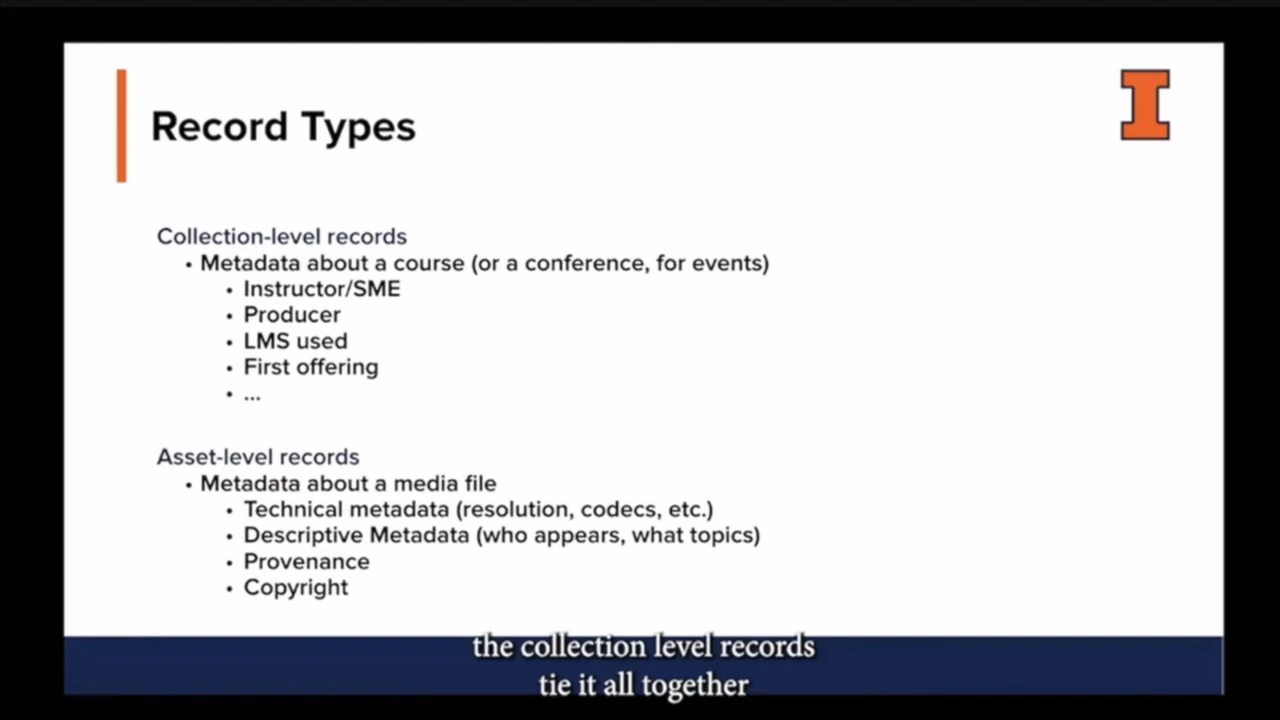 Record Types
Collection-level records
• Metadata about a course (or a conference, for events)
• Instructor/SME
• Producer
• LMS used
• First offering
• ...
Asset-level records
• Metadata about a media file
• Technical metadata (resolution, codecs, etc.)
• Descriptive Metadata (who appears, what topics)
• Provenance
• Copyright
the collection level records
tie it all together